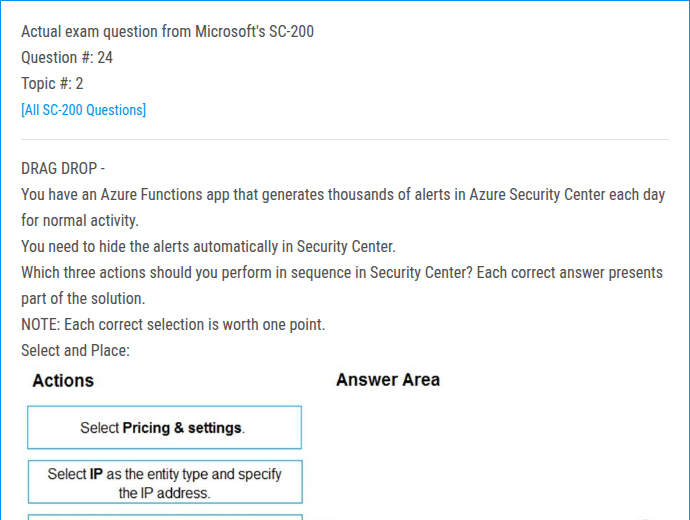 Actual exam question from Microsoft's SC-200
Question #: 24
Topic #: 2
[All SC-200 Questions]
DRAG DROP -
You have an Azure Functions app that generates thousands of alerts in Azure Security Center each day
for normal activity.
You need to hide the alerts automatically in Security Center.
Which three actions should you perform in sequence in Security Center? Each correct answer presents
part of the solution.
NOTE: Each correct selection is worth one point.
Select and Place:
Actions
Answer Area
Select Pricing & settings.
Select IP as the entity type and specify
the IP address.